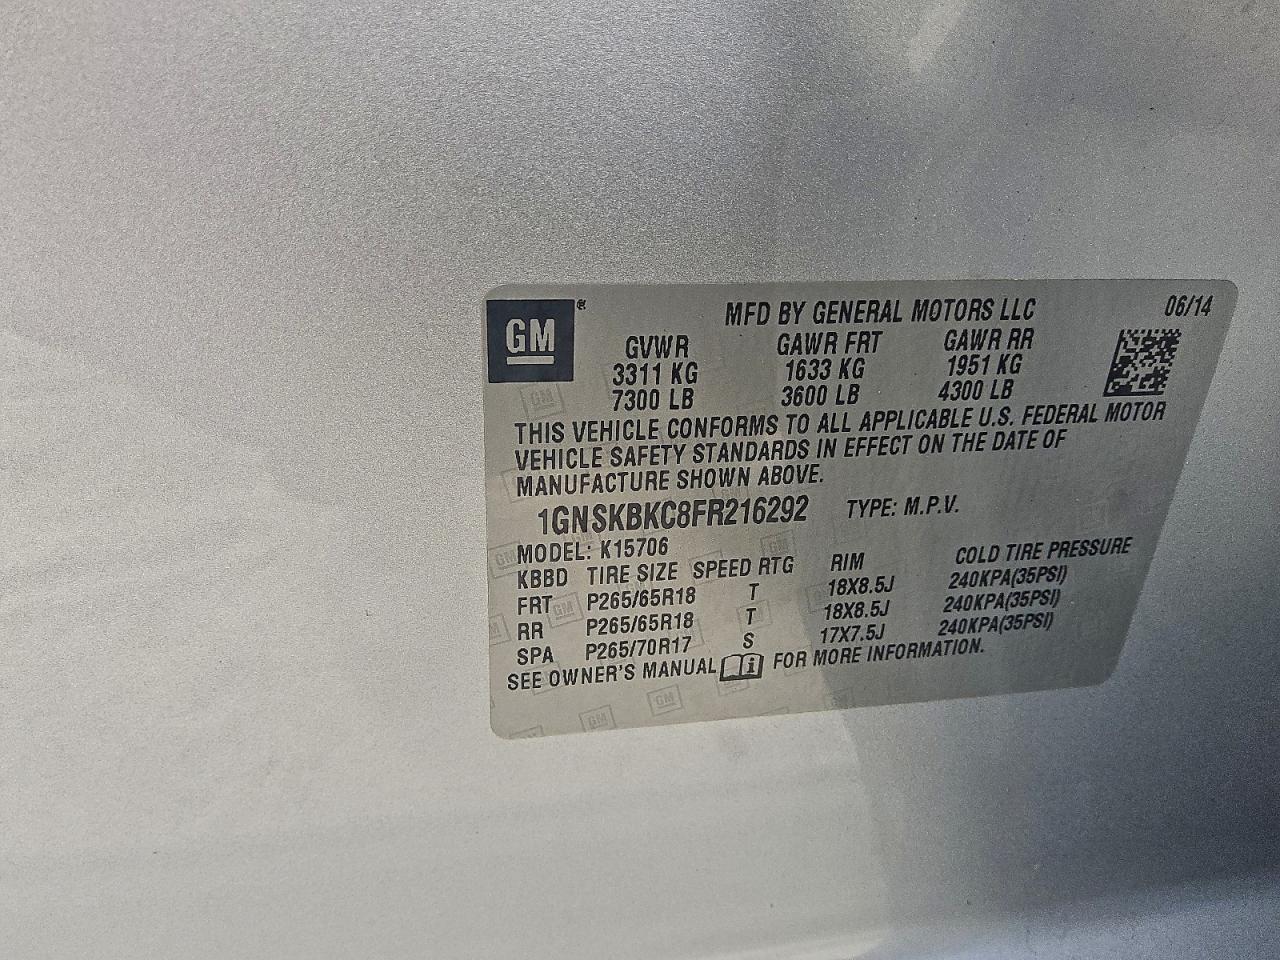 GM ® MFD BY GENERAL MOTORS LLC 06/14
GVWR GAWR FRT GAWR RR
3311 KG 1633 KG 1951 KG
7300 LB 3600 LB 4300 LB
THIS VEHICLE CONFORMS TO ALL APPLICABLE U.S. FEDERAL MOTOR
VEHICLE SAFETY STANDARDS IN EFFECT ON THE DATE OF
MANUFACTURE SHOWN ABOVE.
1GNSKBKC8FR216292 TYPE: M.P.V.
MODEL: K15706
KBBD TIRE SIZE SPEED RTG RIM COLD TIRE PRESSURE
FRT P265/65R18 T 18X8.5J 240KPA(35PSI)
RR P265/65R18 T 18X8.5J 240KPA(35PSI)
SPA P265/70R17 S 17X7.5J 240KPA(35PSI)
SEE OWNER'S MANUAL i FOR MORE INFORMATION.